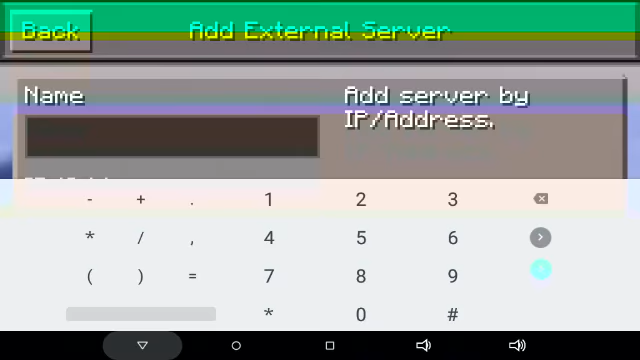 Back
Add External Server
Name
Add server by
IP/Address.
- + . 1 2 3
* / , 4 5 6
( ) = 7 8 9
* 0 #